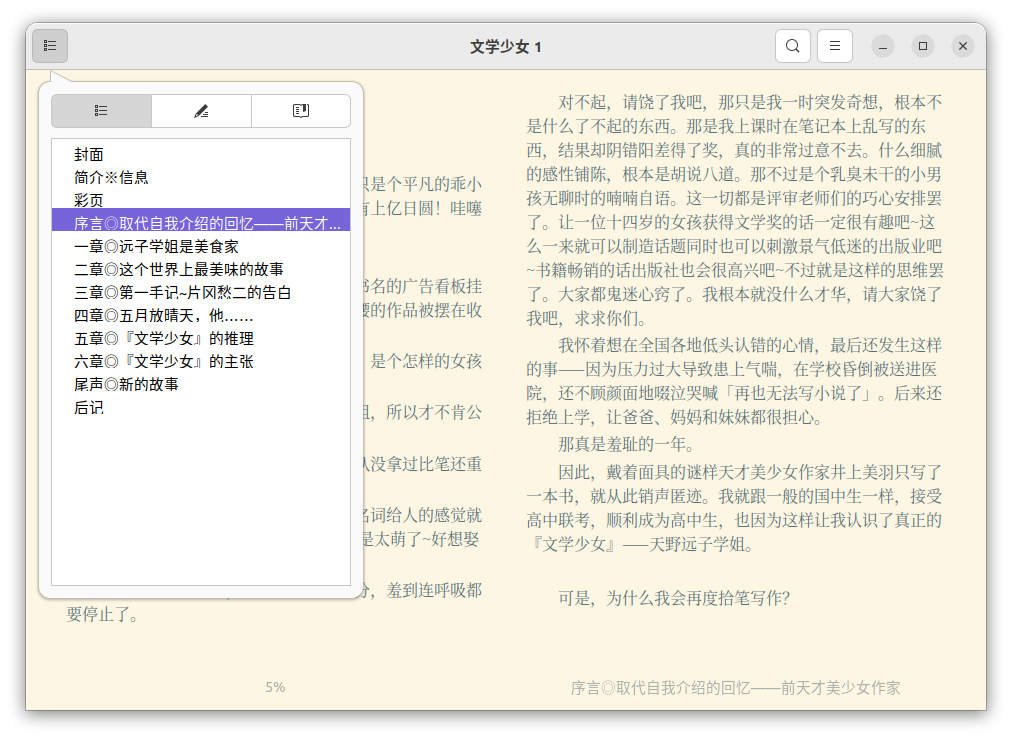 文学少女 1
封面
简介※信息
彩页
序言◎取代自我介绍的回忆——前天才...
一章◎远子学姐是美食家
二章◎这个世界上最美味的故事
三章◎第一手记~片冈愁二的告白
四章◎五月放晴天，他……
五章◎『文学少女』的推理
六章◎『文学少女』的主张
尾声◎新的故事
后记
只是个平凡的乖小
有上亿日圆！哇噻
书名的广告看板挂
腰的作品被摆在收
是个怎样的女孩
姐，所以才不肯公
从没拿过比笔还重
名词给人的感觉就
是太萌了~好想娶
分，羞到连呼吸都
要停止了。
对不起，请饶了我吧，那只是我一时突发奇想，根本不
是什么了不起的东西。那是我上课时在笔记本上乱写的东
西，结果却阴错阳差得了奖，真的非常过意不去。什么细腻
的感性铺陈，根本是胡说八道。那不过是个乳臭未干的小男
孩无聊时的喃喃自语。这一切都是评审老师们的巧心安排罢
了。让一位十四岁的女孩获得文学奖的话一定很有趣吧~这
么一来就可以制造话题同时也可以刺激景气低迷的出版业吧
~书籍畅销的话出版社也会很高兴吧~不过就是这样的思维罢
了。大家都鬼迷心窍了。我根本就没什么才华，请大家饶了
我吧，求求你们。
我怀着想在全国各地低头认错的心情，最后还发生这样
的事——因为压力过大导致患上气喘，在学校昏倒被送进医
院，还不顾颜面地啜泣哭喊「再也无法写小说了」。后来还
拒绝上学，让爸爸、妈妈和妹妹都很担心。
那真是羞耻的一年。
因此，戴着面具的谜样天才美少女作家井上美羽只写了
一本书，就从此销声匿迹。我就跟一般的国中生一样，接受
高中联考，顺利成为高中生，也因为这样让我认识了真正的
『文学少女』——天野远子学姐。
可是，为什么我会再度拾笔写作？
5%
序言◎取代自我介绍的回忆——前天才美少女作家